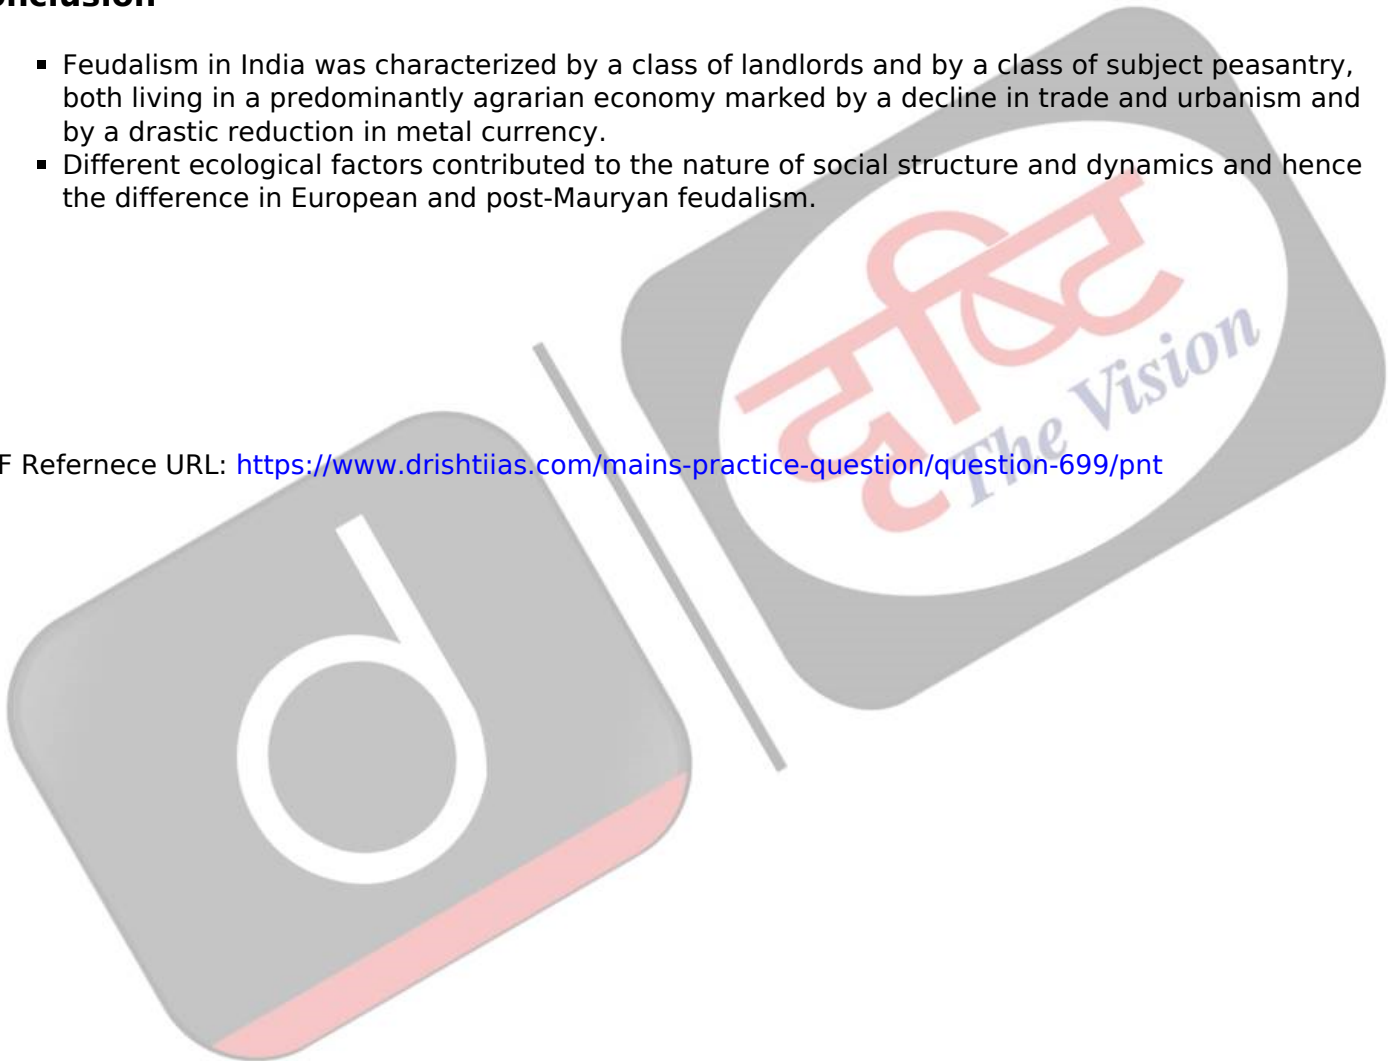 onclusion
▪ Feudalism in India was characterized by a class of landlords and by a class of subject peasantry,
both living in a predominantly agrarian economy marked by a decline in trade and urbanism and
by a drastic reduction in metal currency.
▪ Different ecological factors contributed to the nature of social structure and dynamics and hence
the difference in European and post-Mauryan feudalism.
दृष्टि
The Vision
F Refernece URL: https://www.drishtiias.com/mains-practice-question/question-699/pnt
d